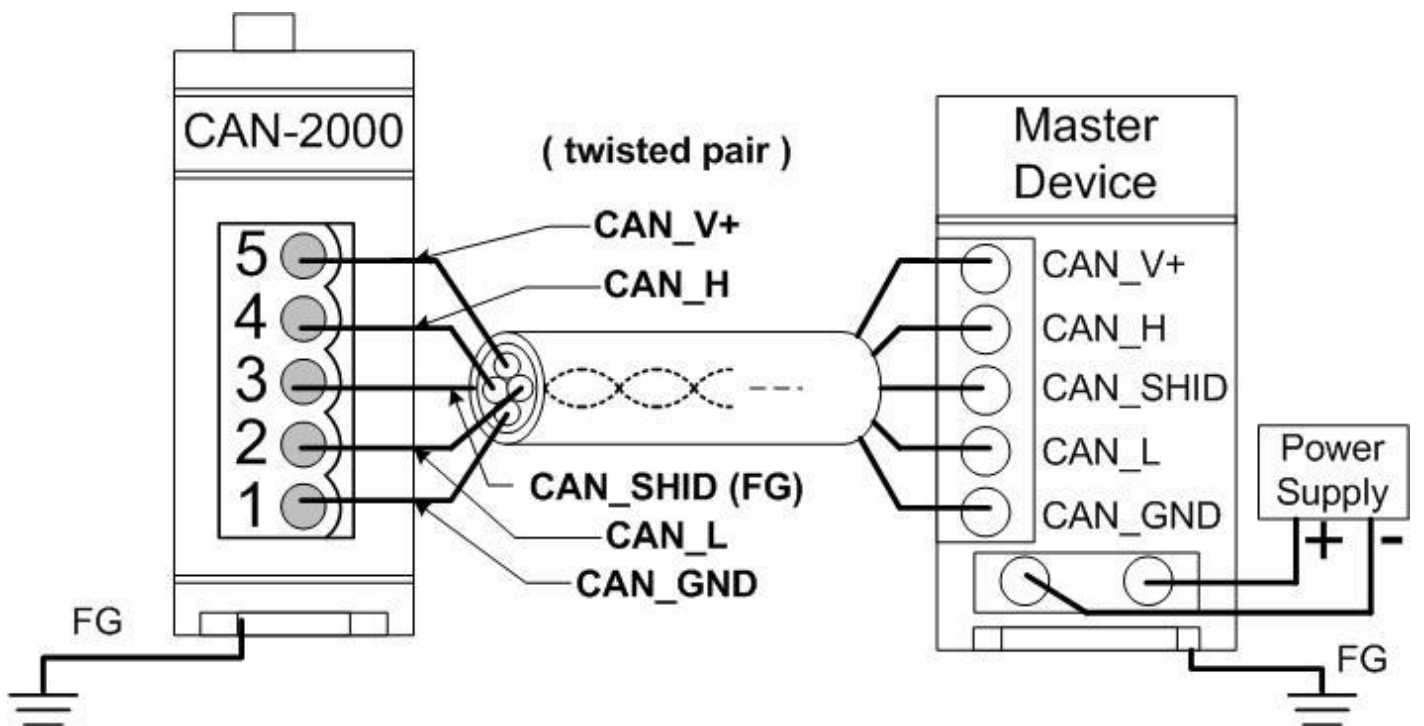 CAN-2000
( twisted pair )
Master
Device
CAN_V+
CAN_H
5
4
3
2
1
CAN_SHID (FG)
CAN_L
CAN_GND
CAN_V+
CAN_H
CAN_SHID
CAN_L
CAN_GND
Power
Supply
+ -
FG
FG